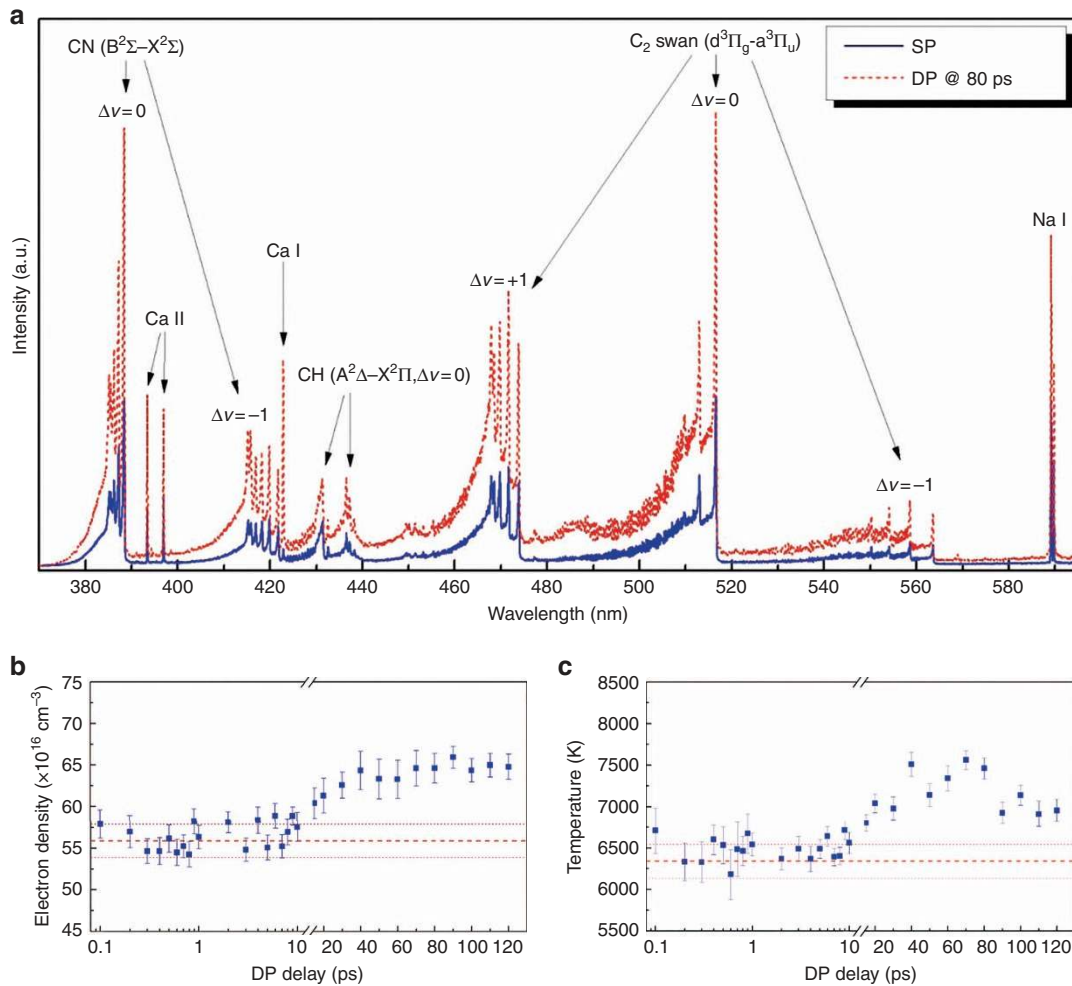 a
CN (B²Σ–X²Σ)
C₂ swan (d³Π_g-a³Π_u)
SP
DP @ 80 ps
Δv=0
Δv=0
Na I
Ca I
Δv=+1
Ca II
CH (A²Δ–X²Π,Δv=0)
Δv=–1
Δv=–1
Intensity (a.u.)
380 400 420 440 460 480 500 520 540 560 580
Wavelength (nm)
b
75
70
65
60
55
50
45
Electron density (×10¹⁶ cm⁻³)
0.1 1 10 20 40 60 80 100 120
DP delay (ps)
c
8500
8000
7500
7000
6500
6000
5500
Temperature (K)
0.1 1 10 20 40 60 80 100 120
DP delay (ps)